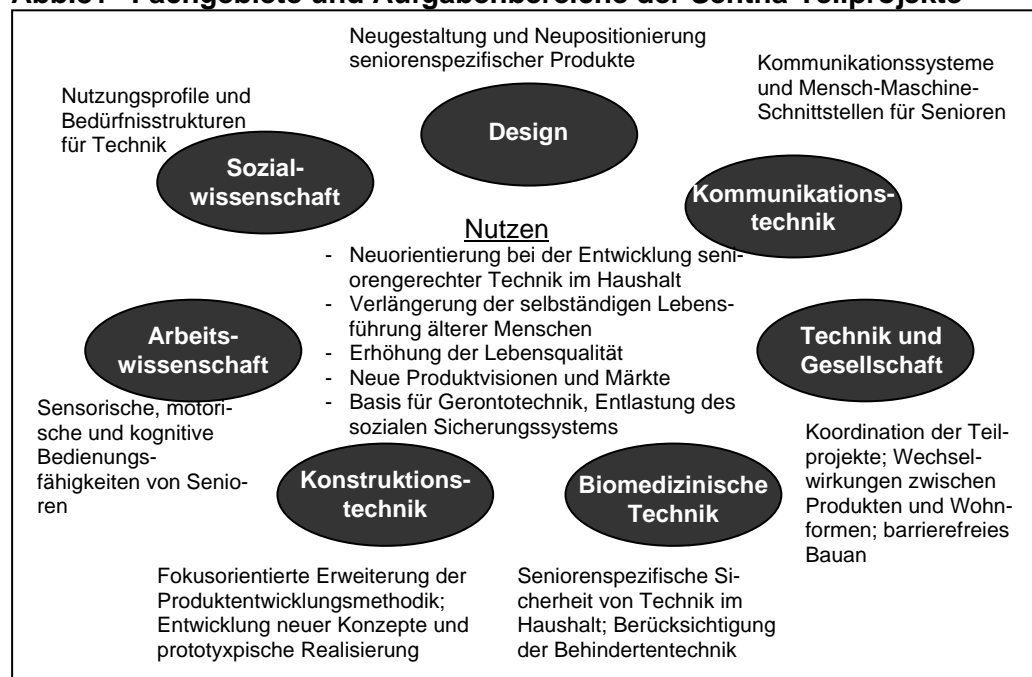 Abb.31 Fachgebiete und Aufgabenbereiche der Sentha-Teilprojekte
Neugestaltung und Neupositionierung
seniorenspezifischer Produkte
Kommunikationssysteme
und Mensch-Maschine-
Schnittstellen für Senioren
Nutzungsprofile und
Bedürfnisstrukturen
für Technik
Design
Sozial-
wissenschaft
Kommunikations-
technik
Nutzen
- Neuorientierung bei der Entwicklung seni-
orengerechter Technik im Haushalt
- Verlängerung der selbständigen Lebens-
führung älterer Menschen
- Erhöhung der Lebensqualität
- Neue Produktvisionen und Märkte
- Basis für Gerontotechnik, Entlastung des
sozialen Sicherungssystems
Arbeits-
wissenschaft
Technik und
Gesellschaft
Sensorische, motori-
sche und kognitive
Bedienungs-
fähigkeiten von Senio-
ren
Koordination der Teil-
projekte; Wechsel-
wirkungen zwischen
Produkten und Wohn-
formen; barrierefreies
Bauan
Konstruktions-
technik
Biomedizinische
Technik
Fokusorientierte Erweiterung der
Produktentwicklungsmethodik;
Entwicklung neuer Konzepte und
prototyxpische Realisierung
Seniorenspezifische Si-
cherheit von Technik im
Haushalt; Berücksichtigung
der Behindertentechnik